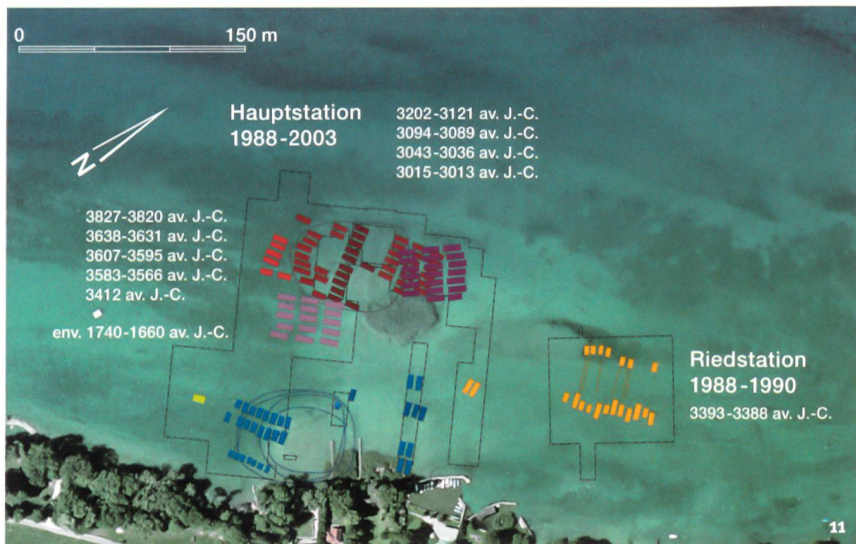 0 150 m
N
Hauptstation
1988-2003
3202-3121 av. J.-C.
3094-3089 av. J.-C.
3043-3036 av. J.-C.
3015-3013 av. J.-C.
3827-3820 av. J.-C.
3638-3631 av. J.-C.
3607-3595 av. J.-C.
3583-3566 av. J.-C.
3412 av. J.-C.
env. 1740-1660 av. J.-C.
Riedstation
1988-1990
3393-3388 av. J.-C.
11